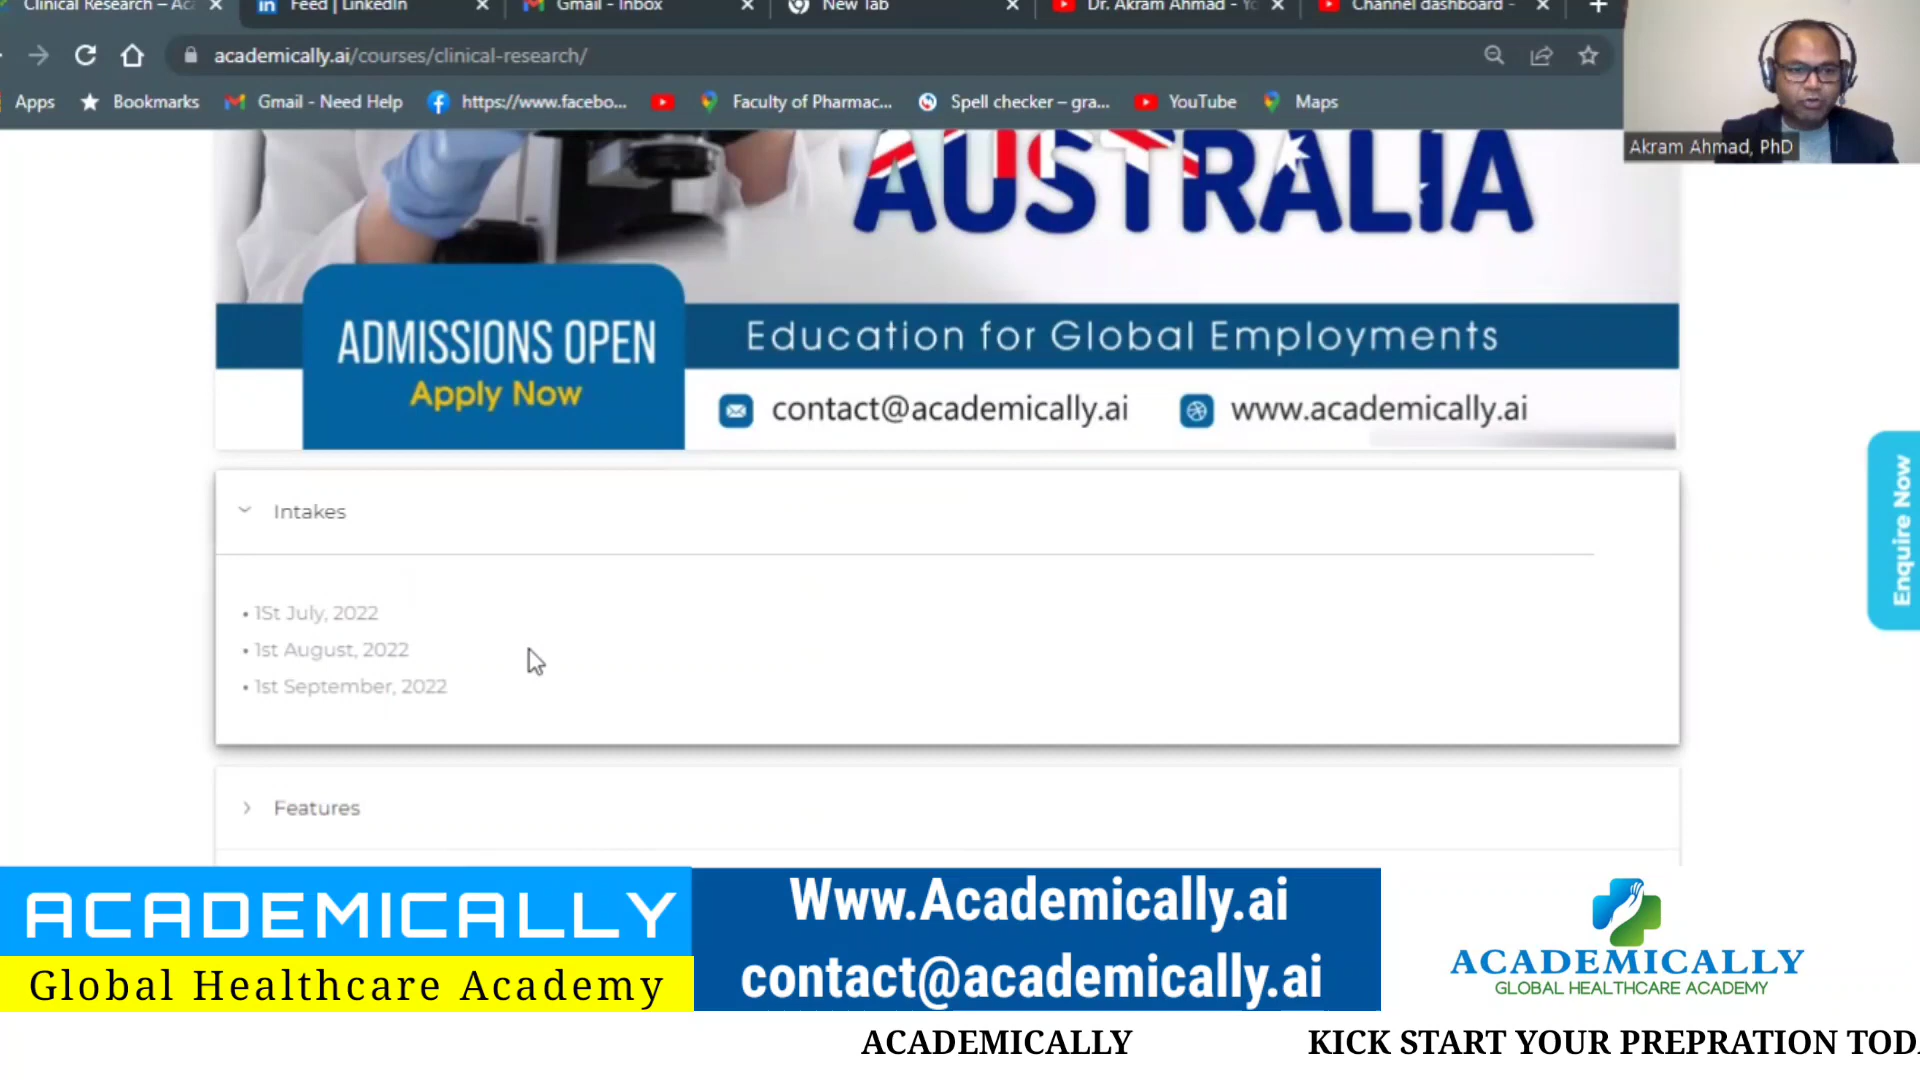 Clinical Research – Aca
Feed | LinkedIn
Gmail - Inbox
New Tab
Dr. Akram Ahmad - Yo
Channel dashboard -
academically.ai/courses/clinical-research/
Apps
Bookmarks
Gmail - Need Help
https://www.facebo...
Faculty of Pharmac...
Spell checker – gra...
YouTube
Maps
Akram Ahmad, PhD
AUSTRALIA
ADMISSIONS OPEN
Apply Now
Education for Global Employments
contact@academically.ai
www.academically.ai
Enquire Now
Intakes
• 1St July, 2022
• 1st August, 2022
• 1st September, 2022
Features
ACADEMICALLY
Global Healthcare Academy
Www.Academically.ai
contact@academically.ai
ACADEMICALLY
GLOBAL HEALTHCARE ACADEMY
ACADEMICALLY
KICK START YOUR PREPRATION TOD